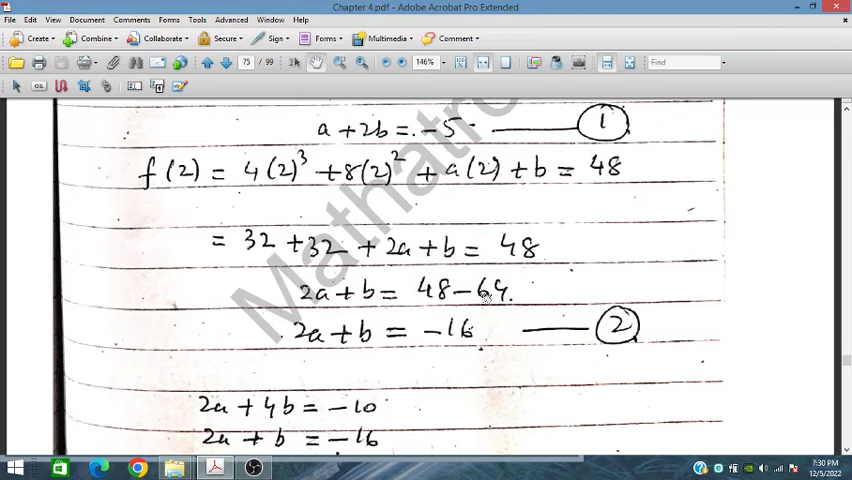 Chapter 4.pdf - Adobe Acrobat Pro Extended
File Edit View Document Comments Forms Tools Advanced Window Help
Create Combine Collaborate Secure Sign Forms Multimedia Comment
75 / 99 146% Find
a + 2b = -5 ——— 1
f(2) = 4(2)³ + 8(2)² + a(2) + b = 48
= 32 + 32 + 2a + b = 48
2a + b = 48 - 64.
2a + b = -16 ——— 2
2a + 4b = -10
2a + b = -16
7:30 PM
12/5/2022